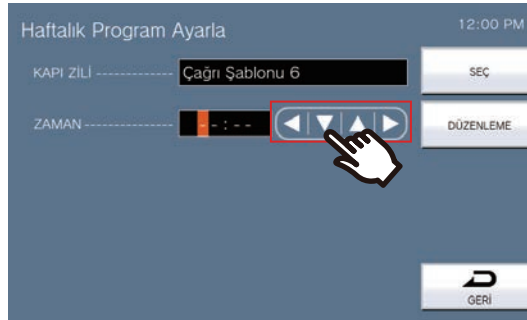 Haftalık Program Ayarla
12:00 PM
KAPI ZİLİ ------------- Çağrı Şablonu 6
SEÇ
ZAMAN --------------- --:--
DÜZENLEME
GERİ